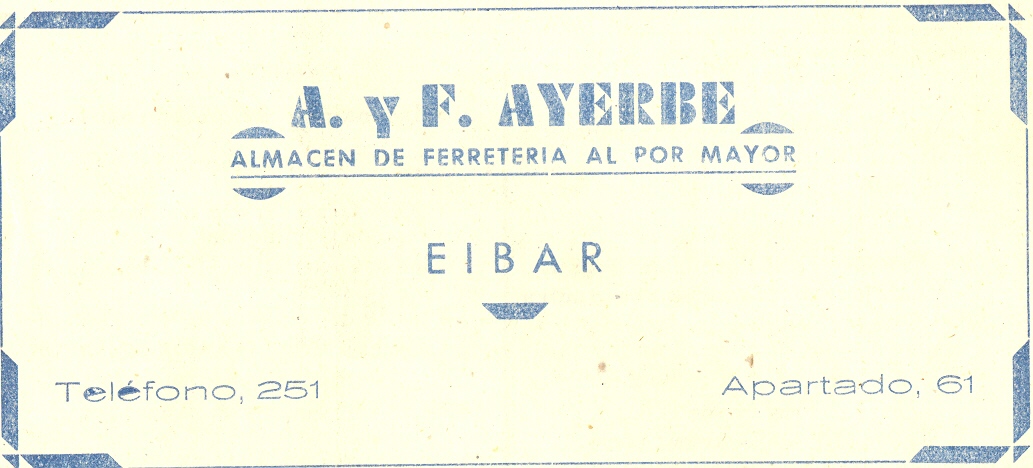 A. y F. AYERBE
ALMACEN DE FERRETERIA AL POR MAYOR
EIBAR
Teléfono, 251
Apartado, 61